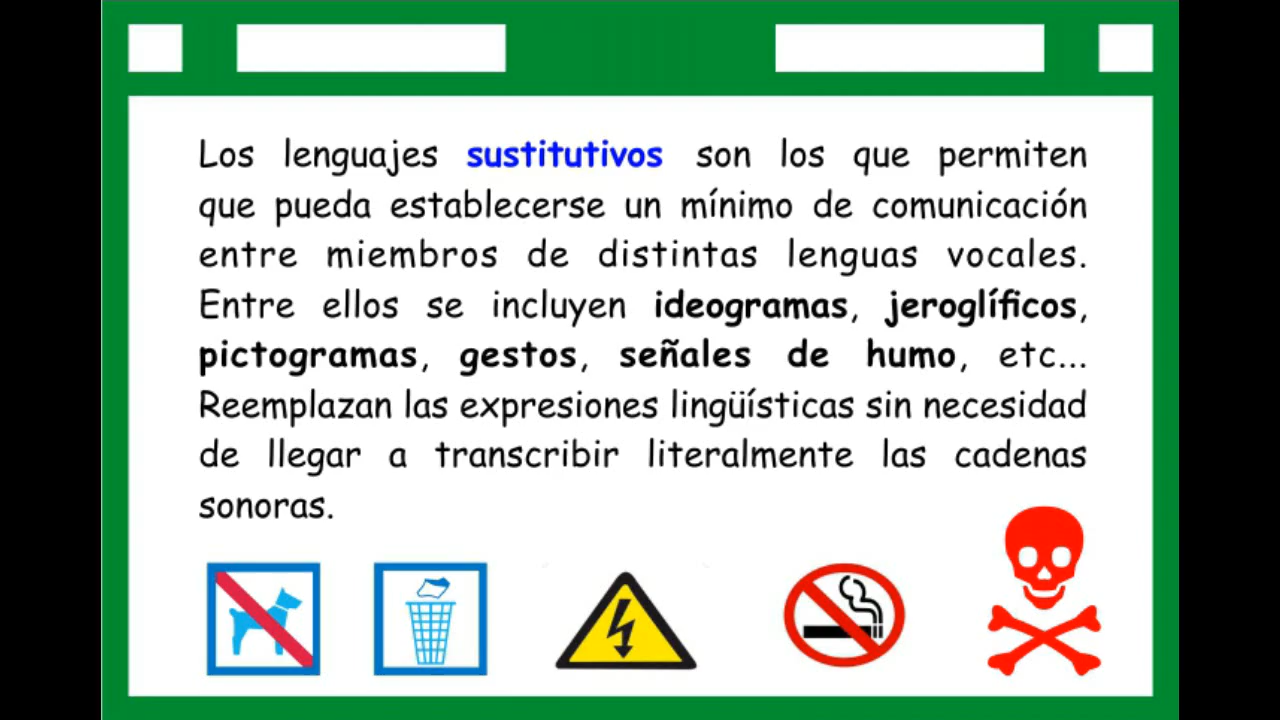 Los lenguajes sustitutivos son los que permiten
que pueda establecerse un mínimo de comunicación
entre miembros de distintas lenguas vocales.
Entre ellos se incluyen ideogramas, jeroglíficos,
pictogramas, gestos, señales de humo, etc...
Reemplazan las expresiones lingüísticas sin necesidad
de llegar a transcribir literalmente las cadenas
sonoras.